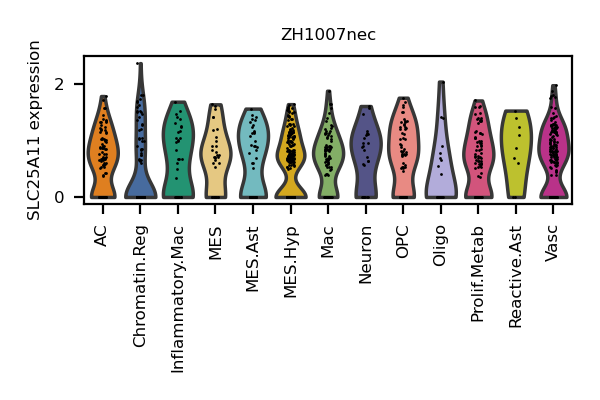 ZH1007nec
SLC25A11 expression
2
0
AC
Chromatin.Reg
Inflammatory.Mac
MES
MES.Ast
MES.Hyp
Mac
Neuron
OPC
Oligo
Prolif.Metab
Reactive.Ast
Vasc